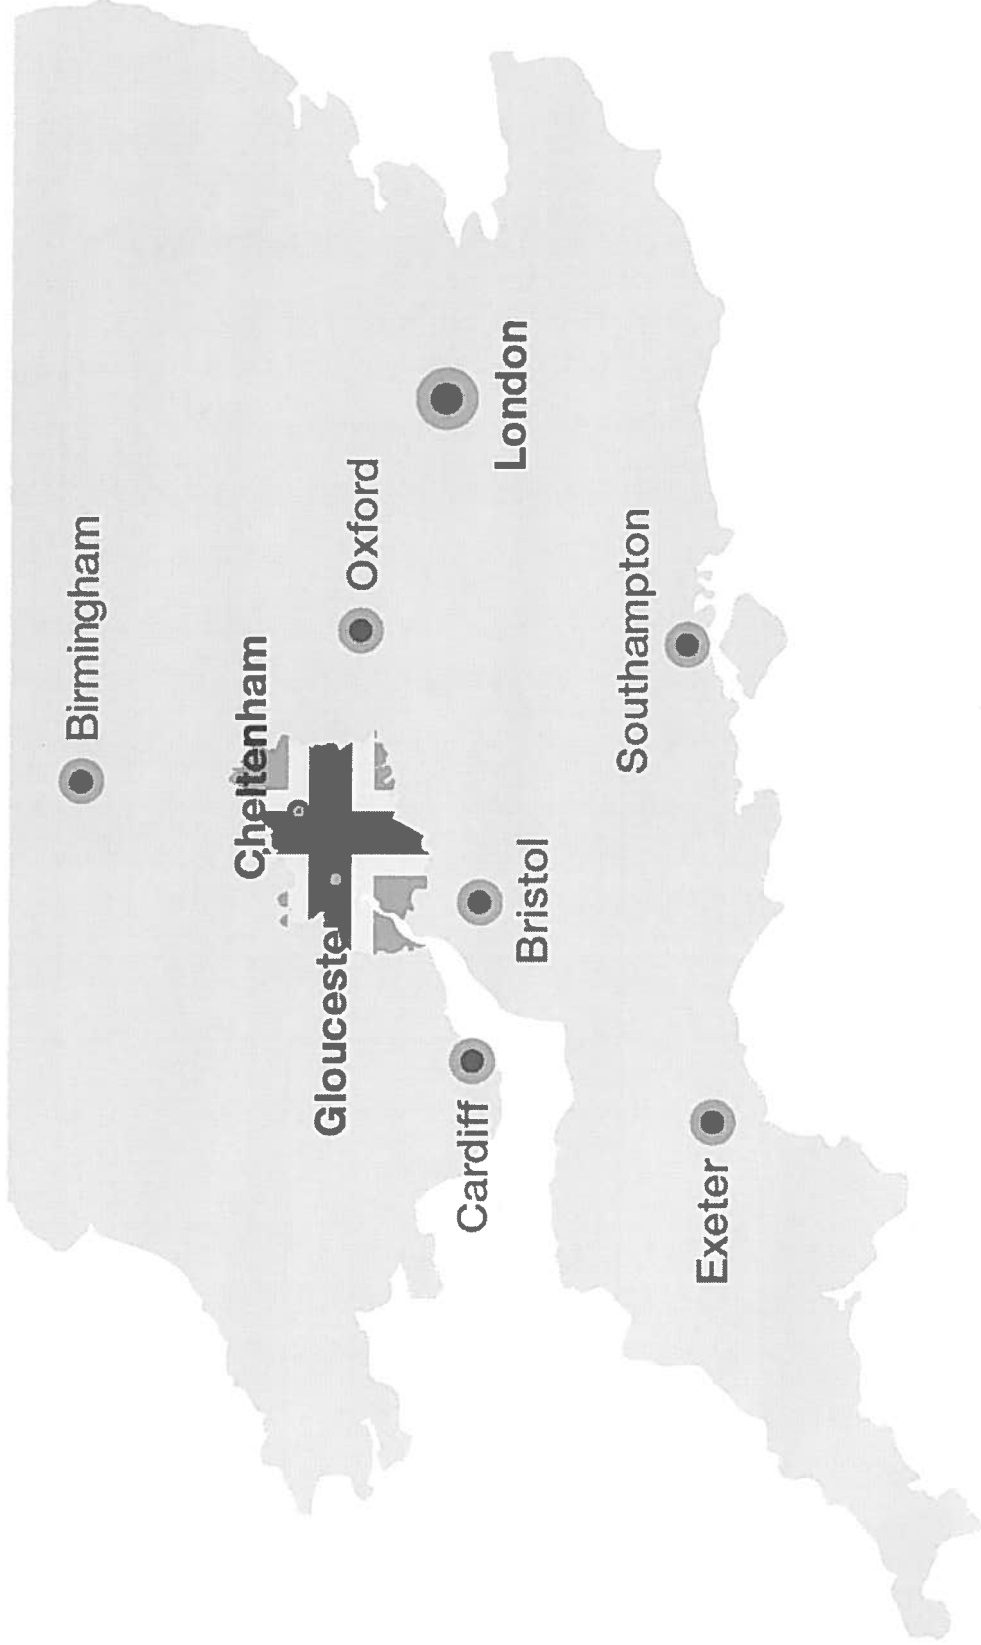 Birmingham
Cheltenham
Gloucester
Oxford
Cardiff
London
Bristol
Southampton
Exeter